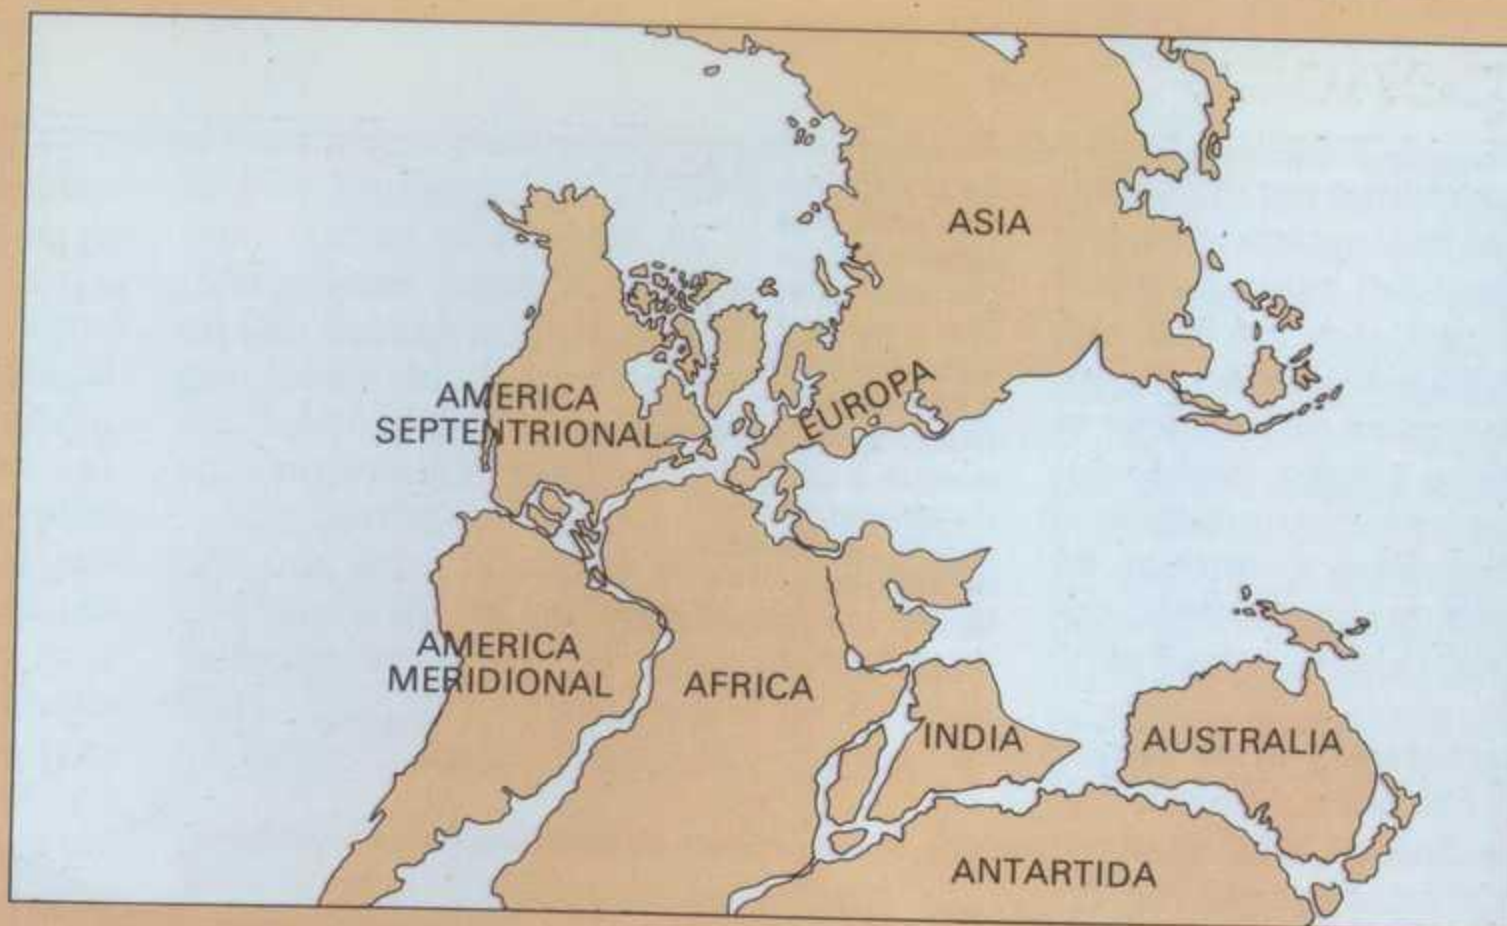 ASIA
EUROPA
AMERICA
SEPTENTRIONAL
AMERICA
MERIDIONAL
AFRICA
INDIA
AUSTRALIA
ANTARTIDA